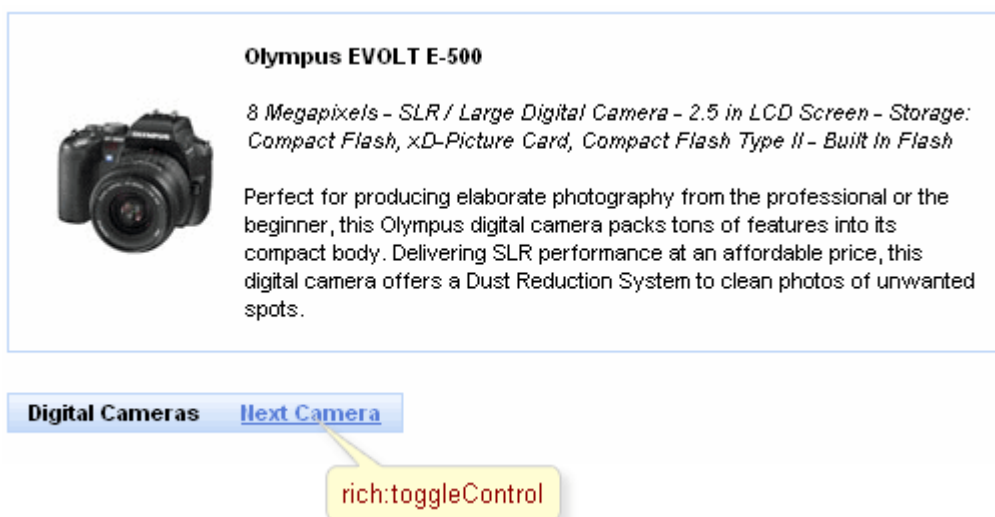 Olympus EVOLT E-500
8 Megapixels - SLR / Large Digital Camera - 2.5 in LCD Screen - Storage:
Compact Flash, xD-Picture Card, Compact Flash Type II - Built In Flash
Perfect for producing elaborate photography from the professional or the
beginner, this Olympus digital camera packs tons of features into its
compact body. Delivering SLR performance at an affordable price, this
digital camera offers a Dust Reduction System to clean photos of unwanted
spots.
Digital Cameras Next Camera
rich:toggleControl